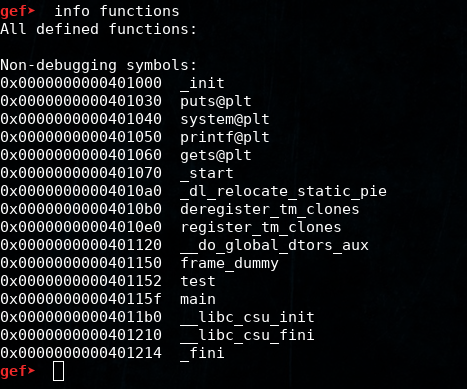 gef➤  info functions
All defined functions:

Non-debugging symbols:
0x0000000000401000  _init
0x0000000000401030  puts@plt
0x0000000000401040  system@plt
0x0000000000401050  printf@plt
0x0000000000401060  gets@plt
0x0000000000401070  _start
0x00000000004010a0  _dl_relocate_static_pie
0x00000000004010b0  deregister_tm_clones
0x00000000004010e0  register_tm_clones
0x0000000000401120  __do_global_dtors_aux
0x0000000000401150  frame_dummy
0x0000000000401152  test
0x000000000040115f  main
0x00000000004011b0  __libc_csu_init
0x0000000000401210  __libc_csu_fini
0x0000000000401214  _fini
gef➤